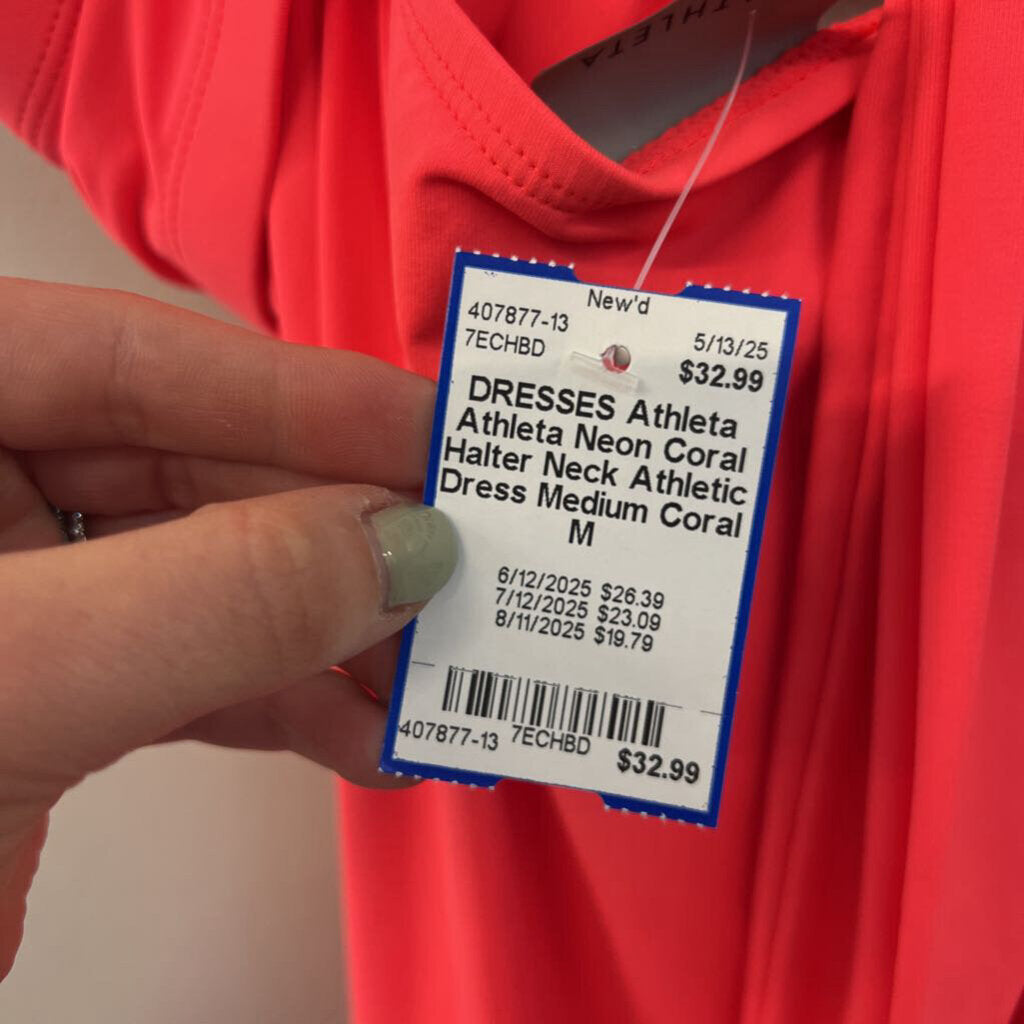 ATHLETA
New'd
407877-13
5/13/25
7ECHBD
$32.99
DRESSES Athleta
Athleta Neon Coral
Halter Neck Athletic
Dress Medium Coral
M
6/12/2025 $26.39
7/12/2025 $23.09
8/11/2025 $19.79
407877-13 7ECHBD $32.99